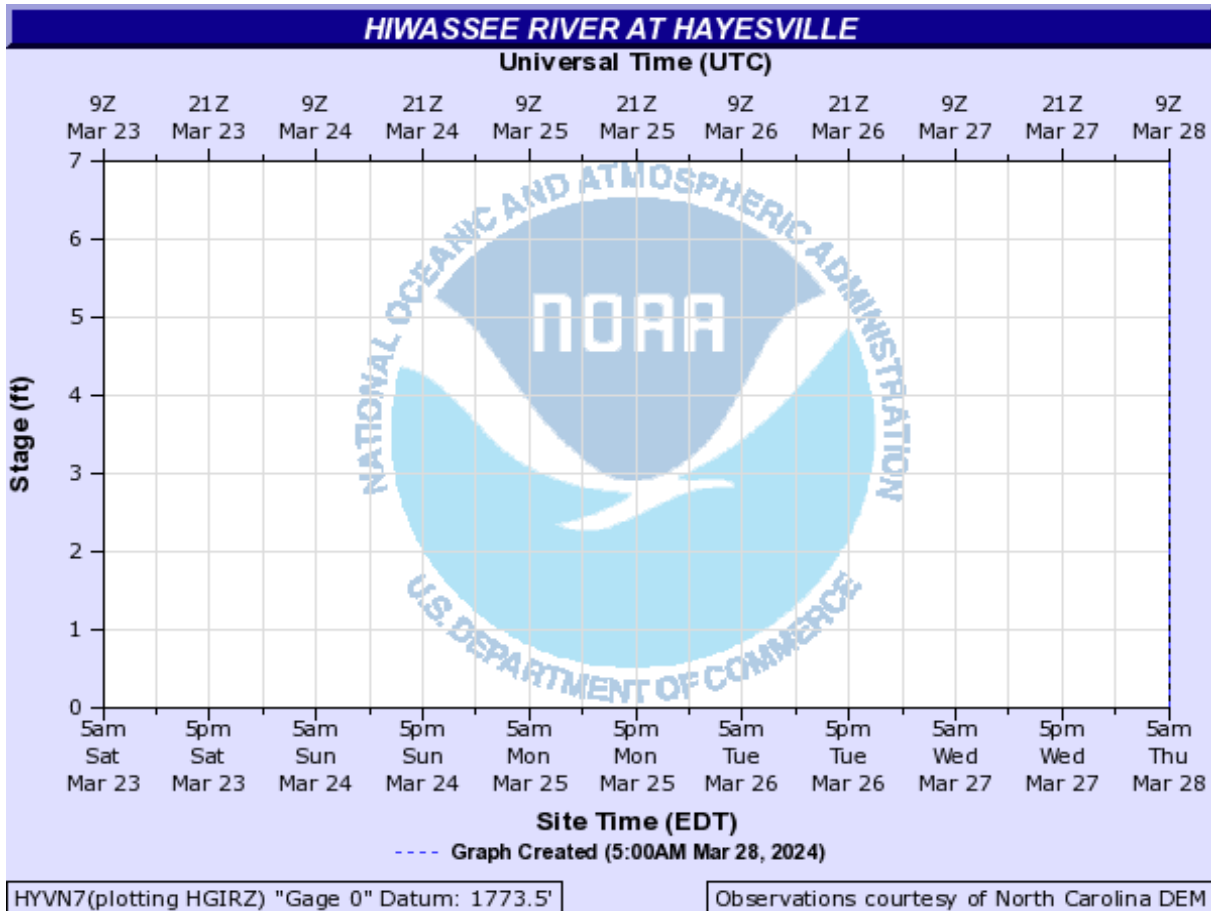 HIWASSEE RIVER AT HAYESVILLE
Universal Time (UTC)
9Z 21Z 9Z 21Z 9Z 21Z 9Z 21Z 9Z 21Z 9Z
Mar 23 Mar 23 Mar 24 Mar 24 Mar 25 Mar 25 Mar 26 Mar 26 Mar 27 Mar 27 Mar 28
7
6
5
4
3
2
1
0
Stage (ft)
NATIONAL OCEANIC AND ATMOSPHERIC ADMINISTRATION
NOAA
U.S. DEPARTMENT OF COMMERCE
5am 5pm 5am 5pm 5am 5pm 5am 5pm 5am 5pm 5am
Sat Sat Sun Sun Mon Mon Tue Tue Wed Wed Thu
Mar 23 Mar 23 Mar 24 Mar 24 Mar 25 Mar 25 Mar 26 Mar 26 Mar 27 Mar 27 Mar 28
Site Time (EDT)
---- Graph Created (5:00AM Mar 28, 2024)
HYVN7(plotting HGIRZ) "Gage 0" Datum: 1773.5'
Observations courtesy of North Carolina DEM